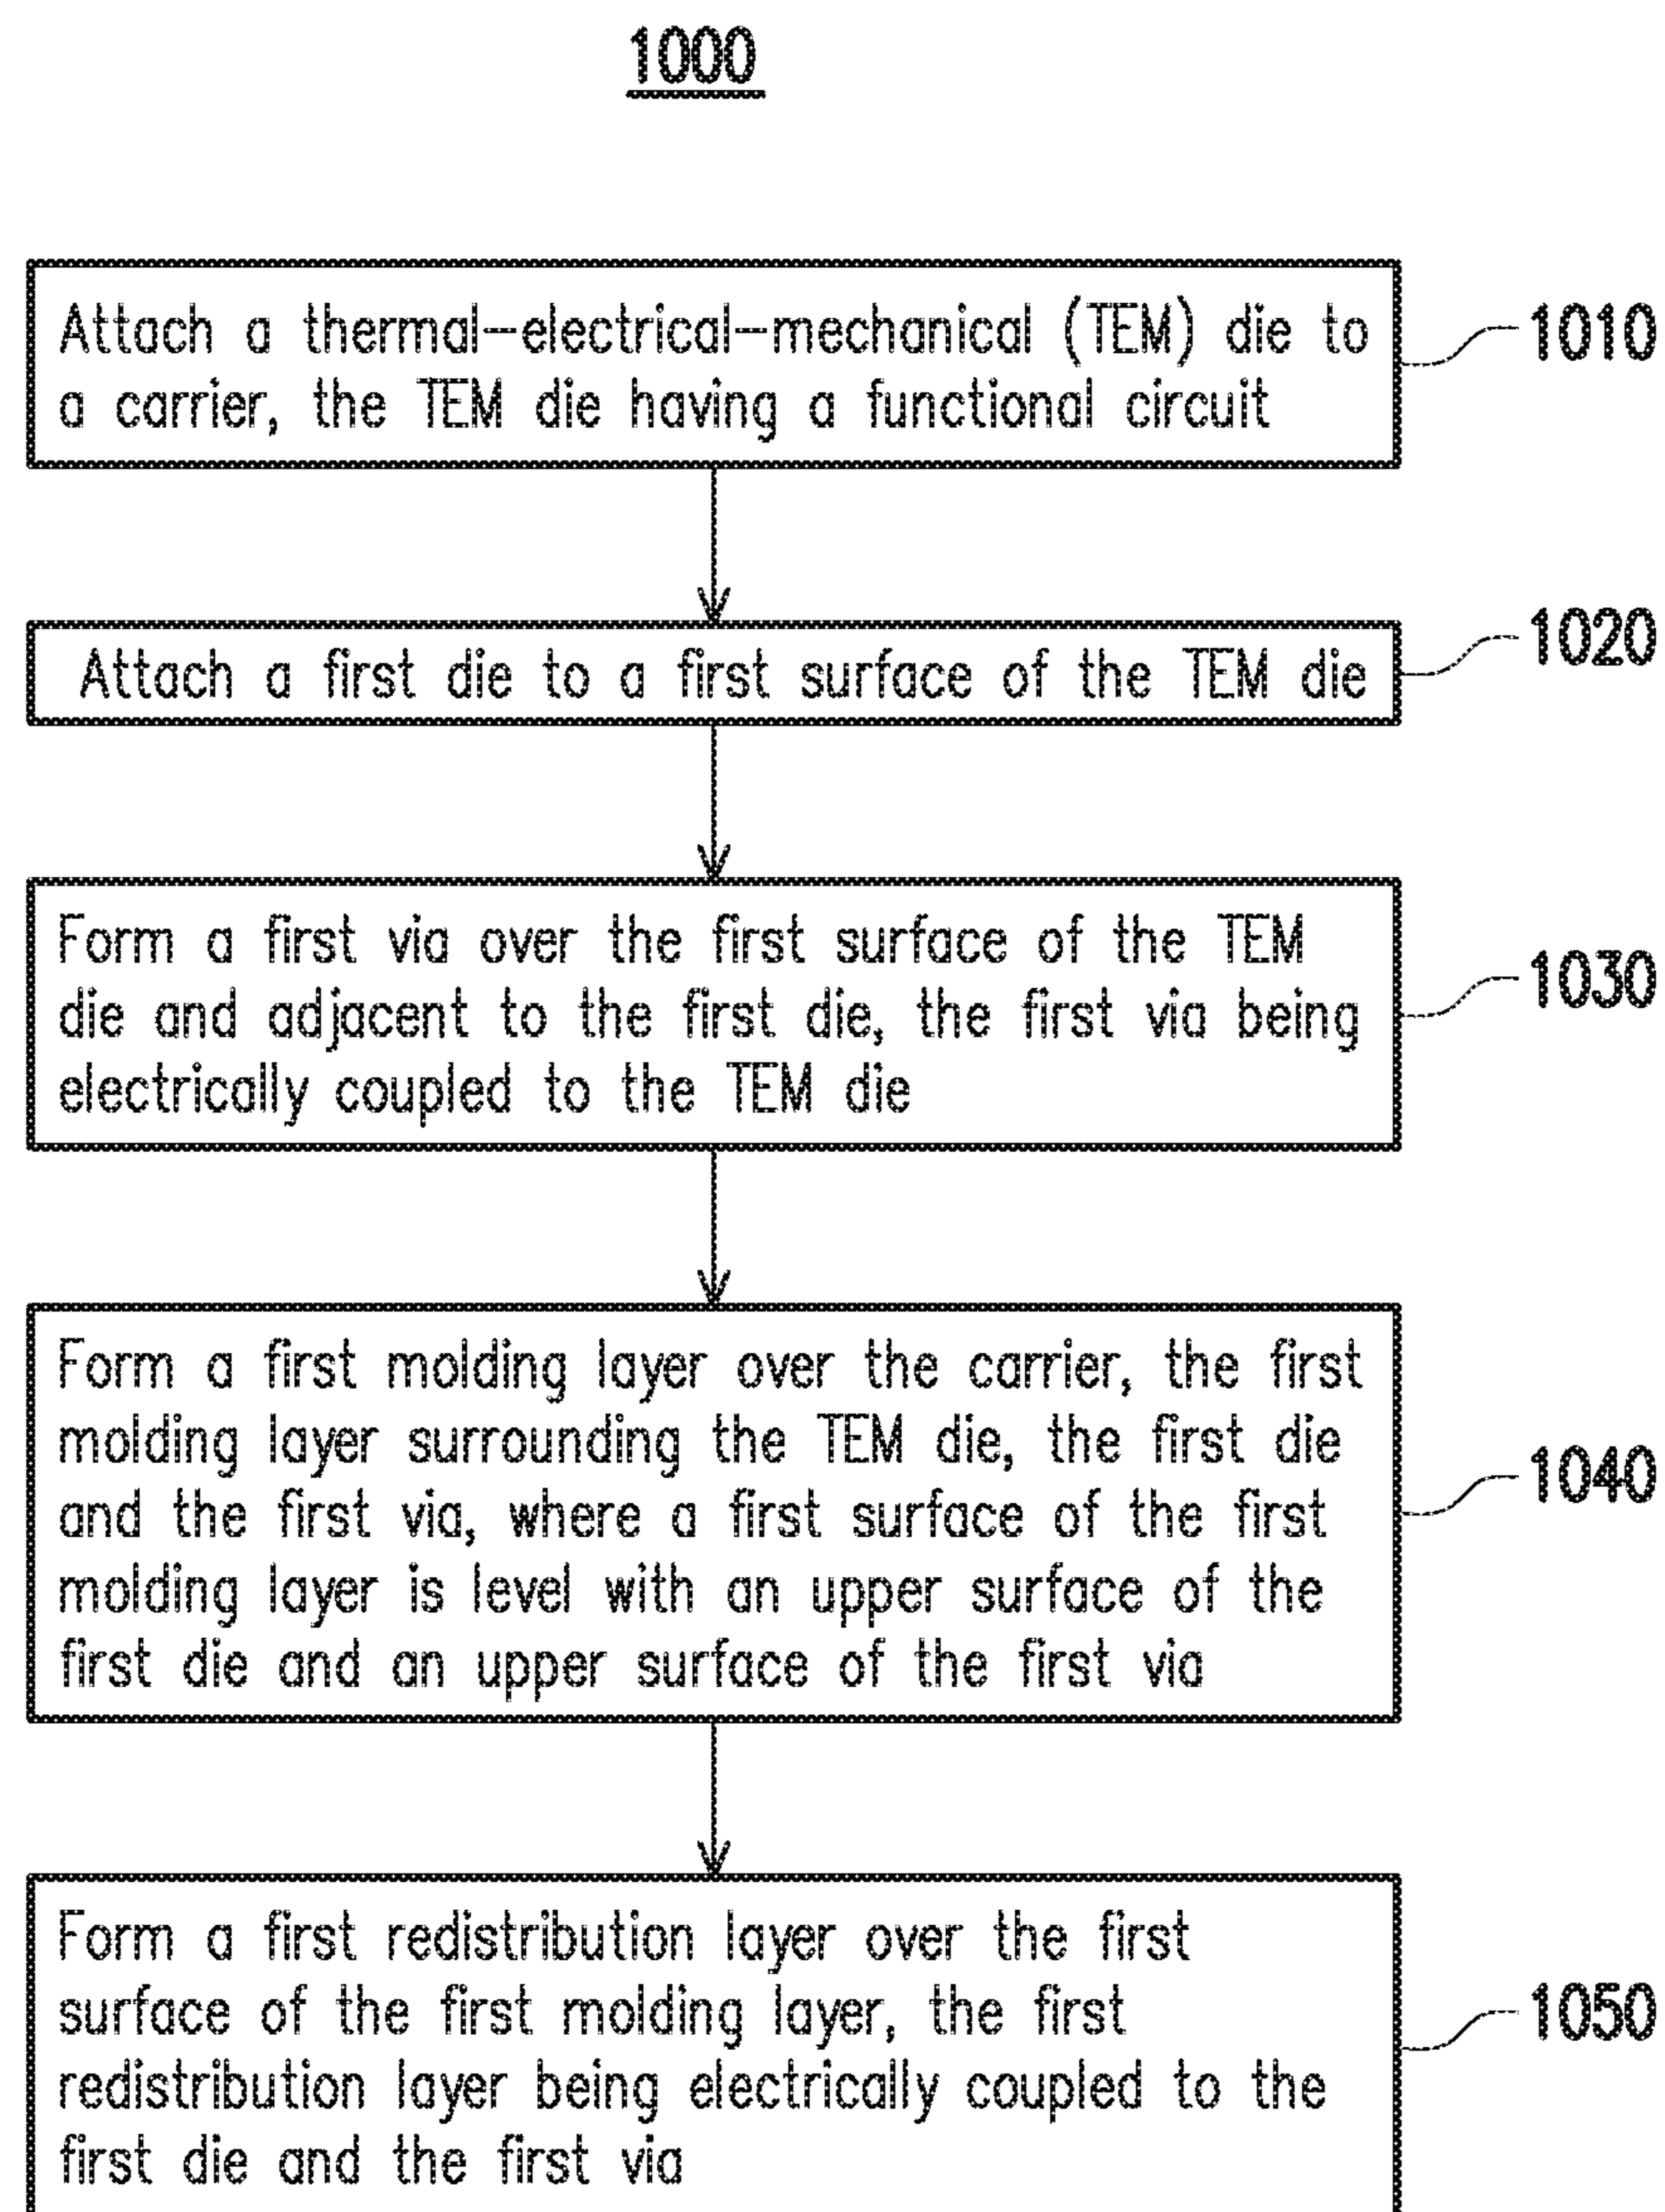 1000
Attach a thermal-electrical-mechanical (TEM) die to
a carrier, the TEM die having a functional circuit
1010
Attach a first die to a first surface of the TEM die
1020
Form a first via over the first surface of the TEM
die and adjacent to the first die, the first via being
electrically coupled to the TEM die
1030
Form a first molding layer over the carrier, the first
molding layer surrounding the TEM die, the first die
and the first via, where a first surface of the first
molding layer is level with an upper surface of the
first die and an upper surface of the first via
1040
Form a first redistribution layer over the first
surface of the first molding layer, the first
redistribution layer being electrically coupled to the
first die and the first via
1050